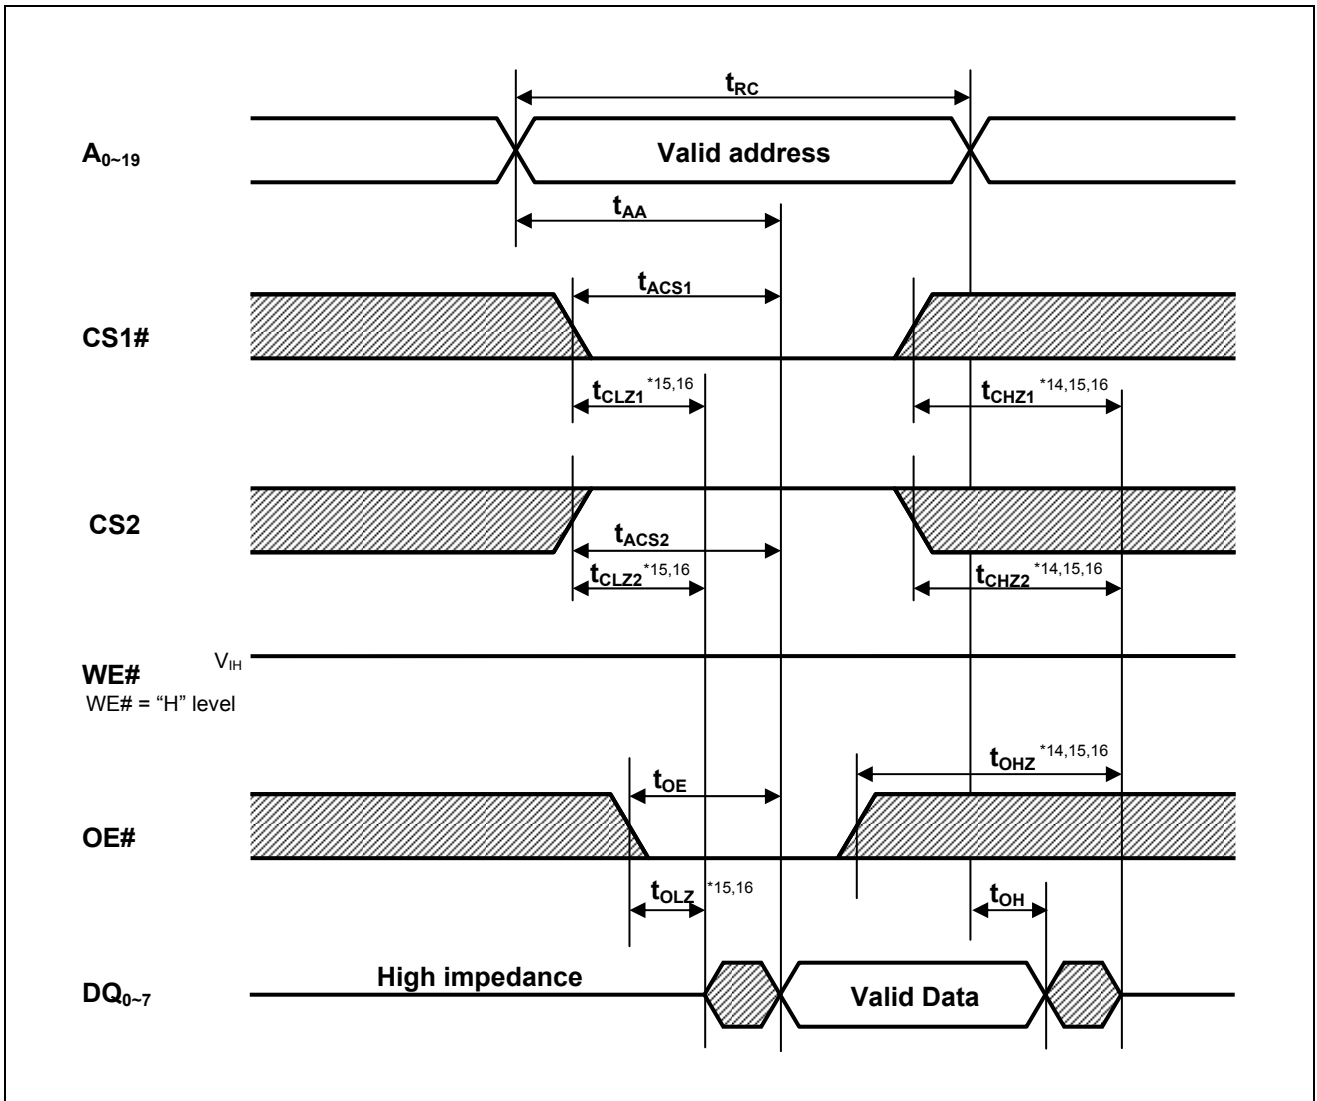 tRC
A0~19
Valid address
tAA
tACS1
CS1#
tCLZ1 *15,16
tCHZ1 *14,15,16
CS2
tACS2
tCLZ2 *15,16
tCHZ2 *14,15,16
VIH
WE#
WE# = “H” level
tOHZ *14,15,16
tOE
OE#
tOLZ *15,16
tOH
High impedance
DQ0~7
Valid Data